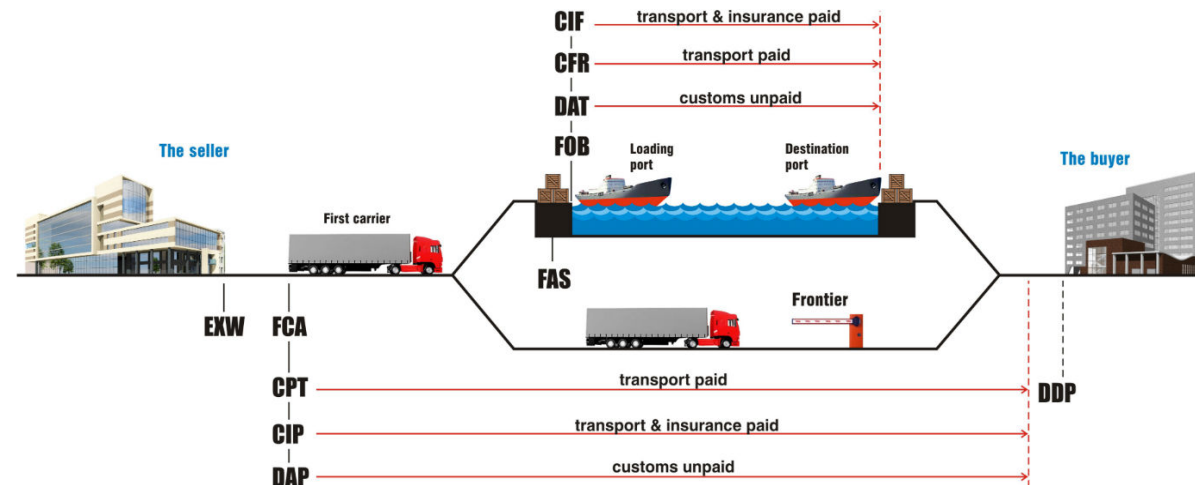 CIF
transport & insurance paid
CFR
transport paid
DAT
customs unpaid
FOB
Loading
port
Destination
port
The seller
The buyer
First carrier
FAS
Frontier
EXW
FCA
CPT
transport paid
DDP
CIP
transport & insurance paid
DAP
customs unpaid